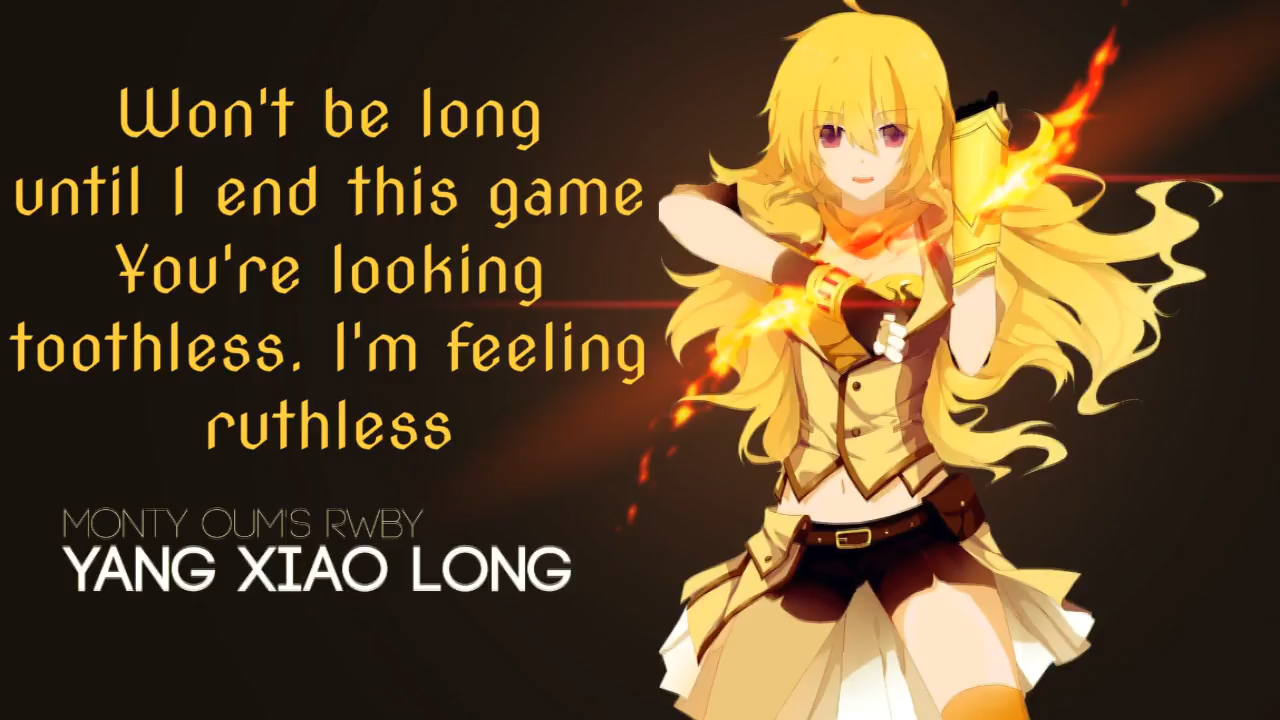 Won't be long
until I end this game
You're looking
toothless. I'm feeling
ruthless
MONTY OUM'S RWBY
YANG XIAO LONG